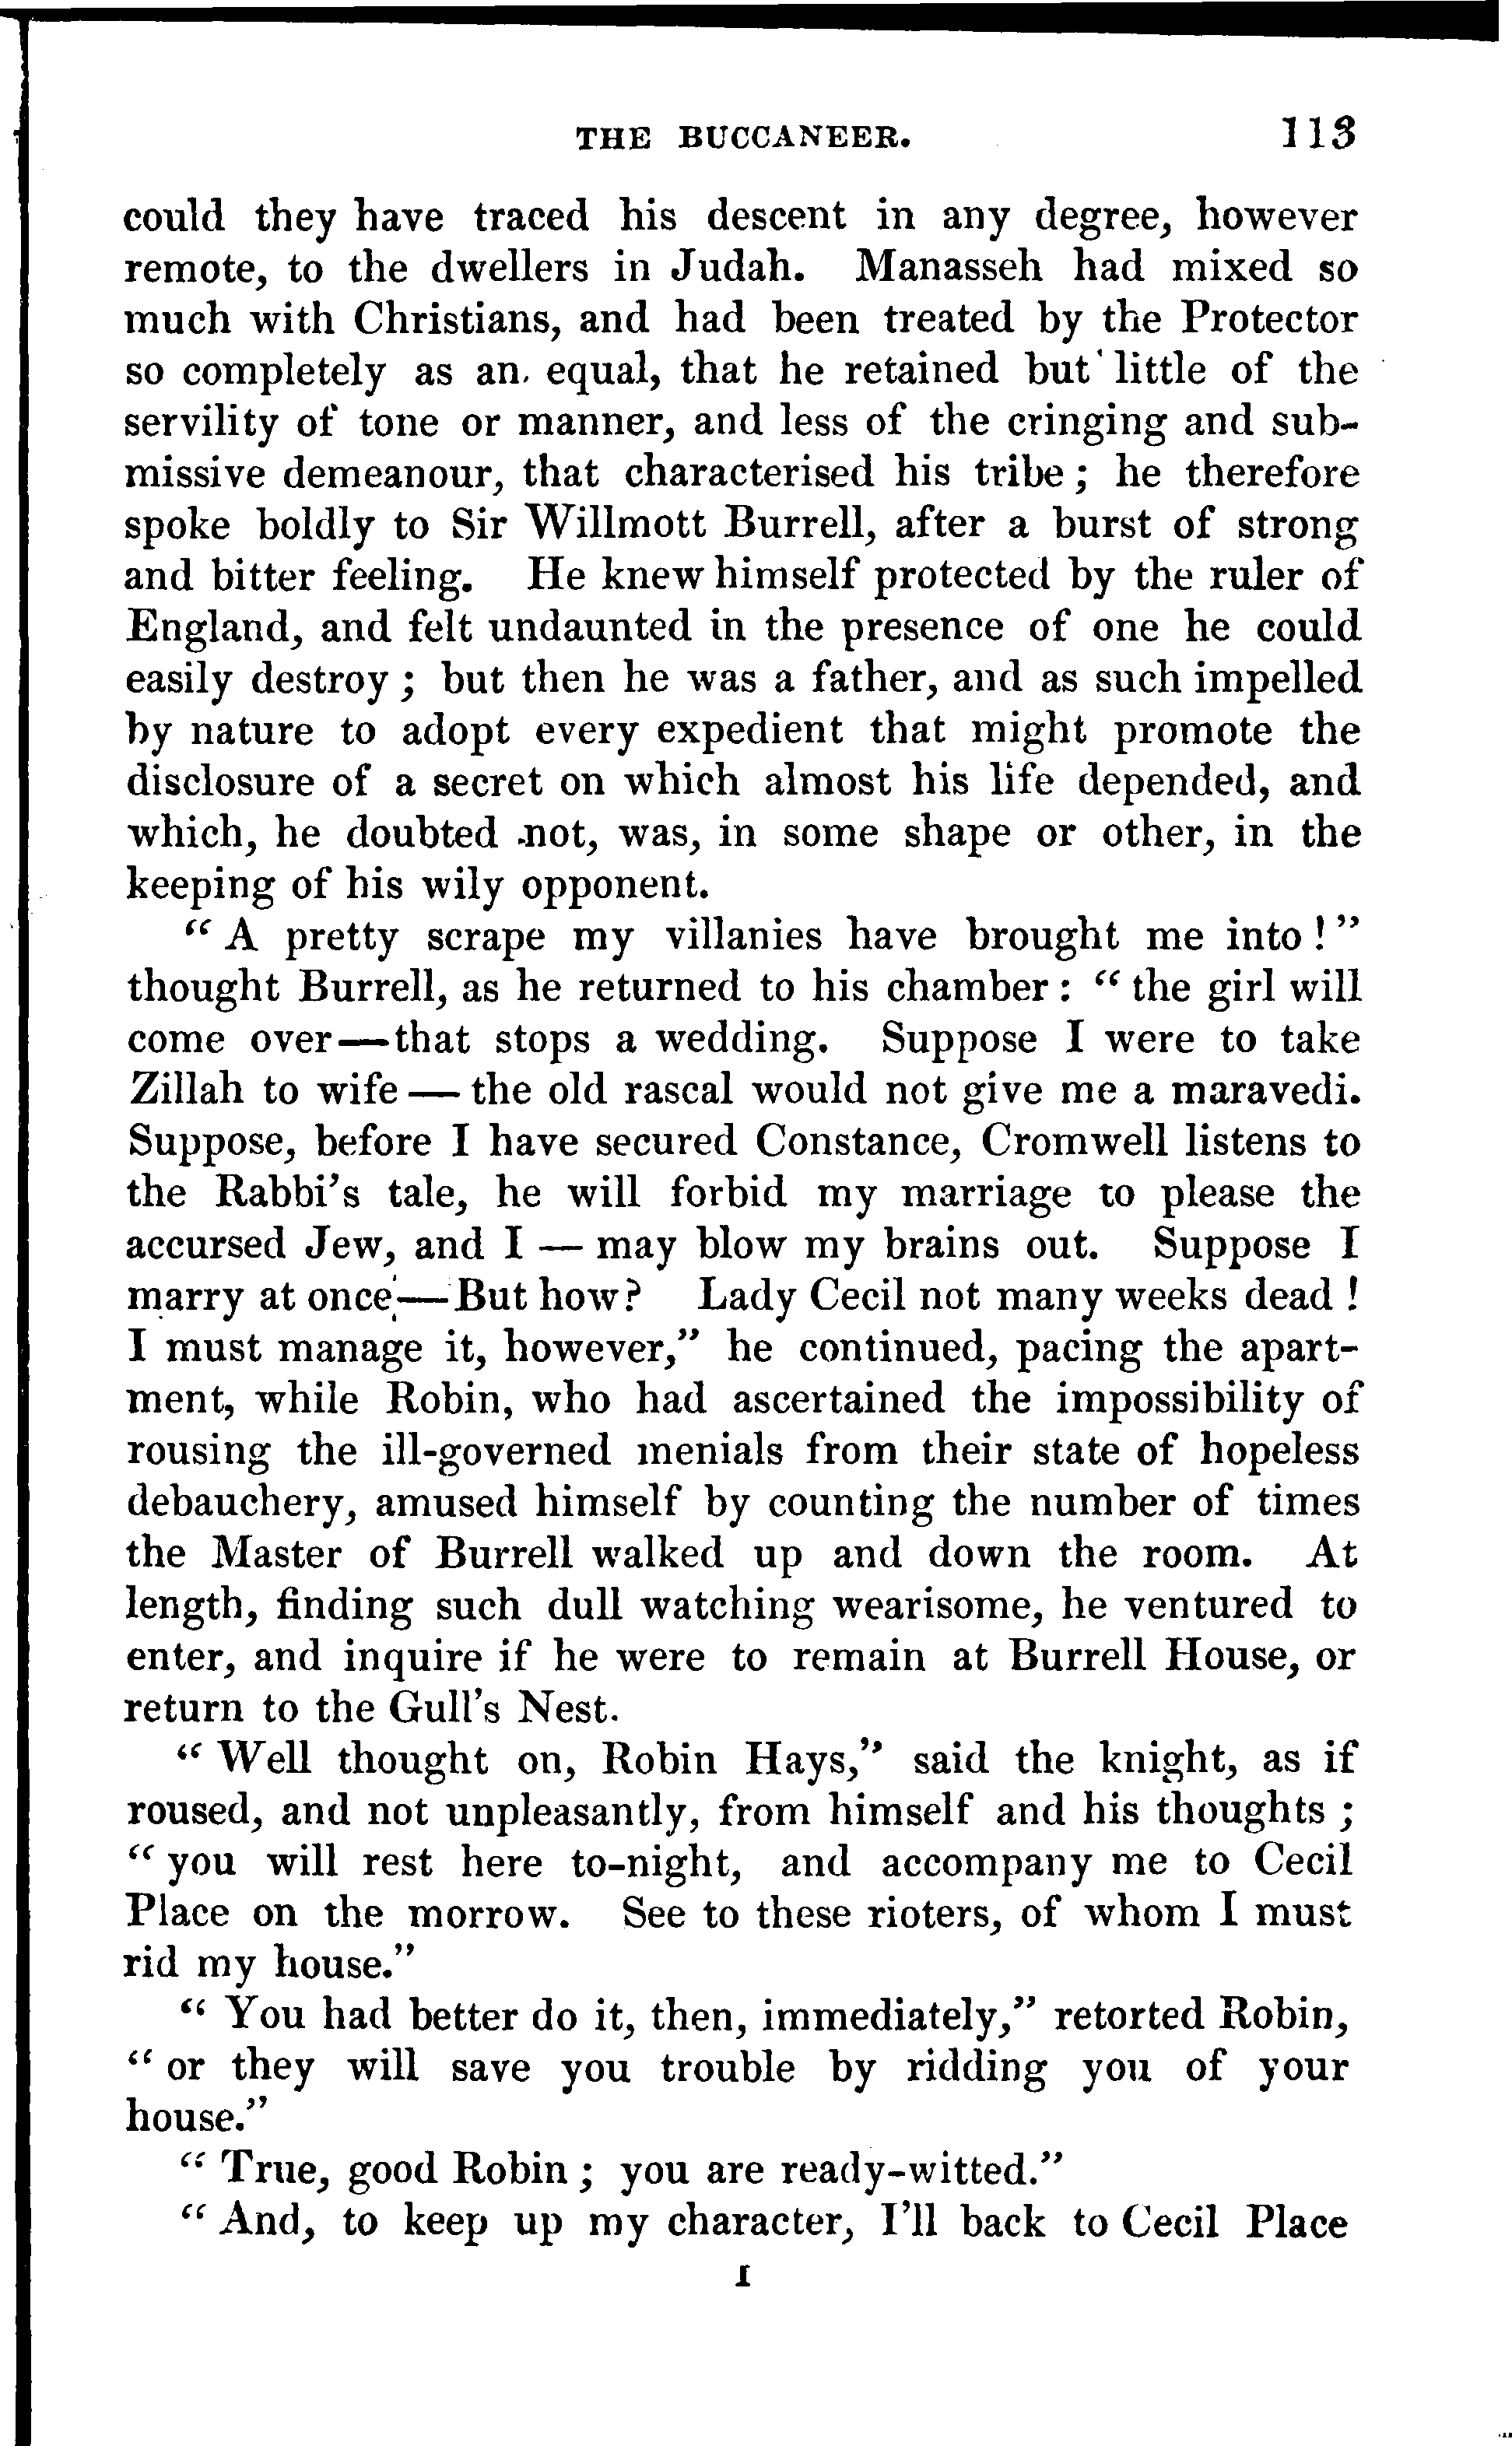 THE BUCCANEER. 113
could they have traced his descent in any degree, however
remote, to the dwellers in Judah. Manasseh had mixed so
much with Christians, and had been treated by the Protector
so completely as an equal, that he retained but little of the
servility of tone or manner, and less of the cringing and sub-
missive demeanour, that characterised his tribe; he therefore
spoke boldly to Sir Willmott Burrell, after a burst of strong
and bitter feeling. He knew himself protected by the ruler of
England, and felt undaunted in the presence of one he could
easily destroy; but then he was a father, and as such impelled
by nature to adopt every expedient that might promote the
disclosure of a secret on which almost his life depended, and
which, he doubted not, was, in some shape or other, in the
keeping of his wily opponent.
“A pretty scrape my villanies have brought me into!”
thought Burrell, as he returned to his chamber: “the girl will
come over—that stops a wedding. Suppose I were to take
Zillah to wife—the old rascal would not give me a maravedi.
Suppose, before I have secured Constance, Cromwell listens to
the Rabbi's tale, he will forbid my marriage to please the
accursed Jew, and I — may blow my brains out. Suppose I
marry at once—But how? Lady Cecil not many weeks dead!
I must manage it, however,” he continued, pacing the apart-
ment, while Robin, who had ascertained the impossibility of
rousing the ill-governed menials from their state of hopeless
debauchery, amused himself by counting the number of times
the Master of Burrell walked up and down the room. At
length, finding such dull watching wearisome, he ventured to
enter, and inquire if he were to remain at Burrell House, or
return to the Gull's Nest.
“Well thought on, Robin Hays,” said the knight, as if
roused, and not unpleasantly, from himself and his thoughts;
“you will rest here to-night, and accompany me to Cecil
Place on the morrow. See to these rioters, of whom I must
rid my house.”
“You had better do it, then, immediately,” retorted Robin,
“or they will save you trouble by ridding you of your
house.”
“True, good Robin; you are ready-witted.”
“And, to keep up my character, I'll back to Cecil Place
I